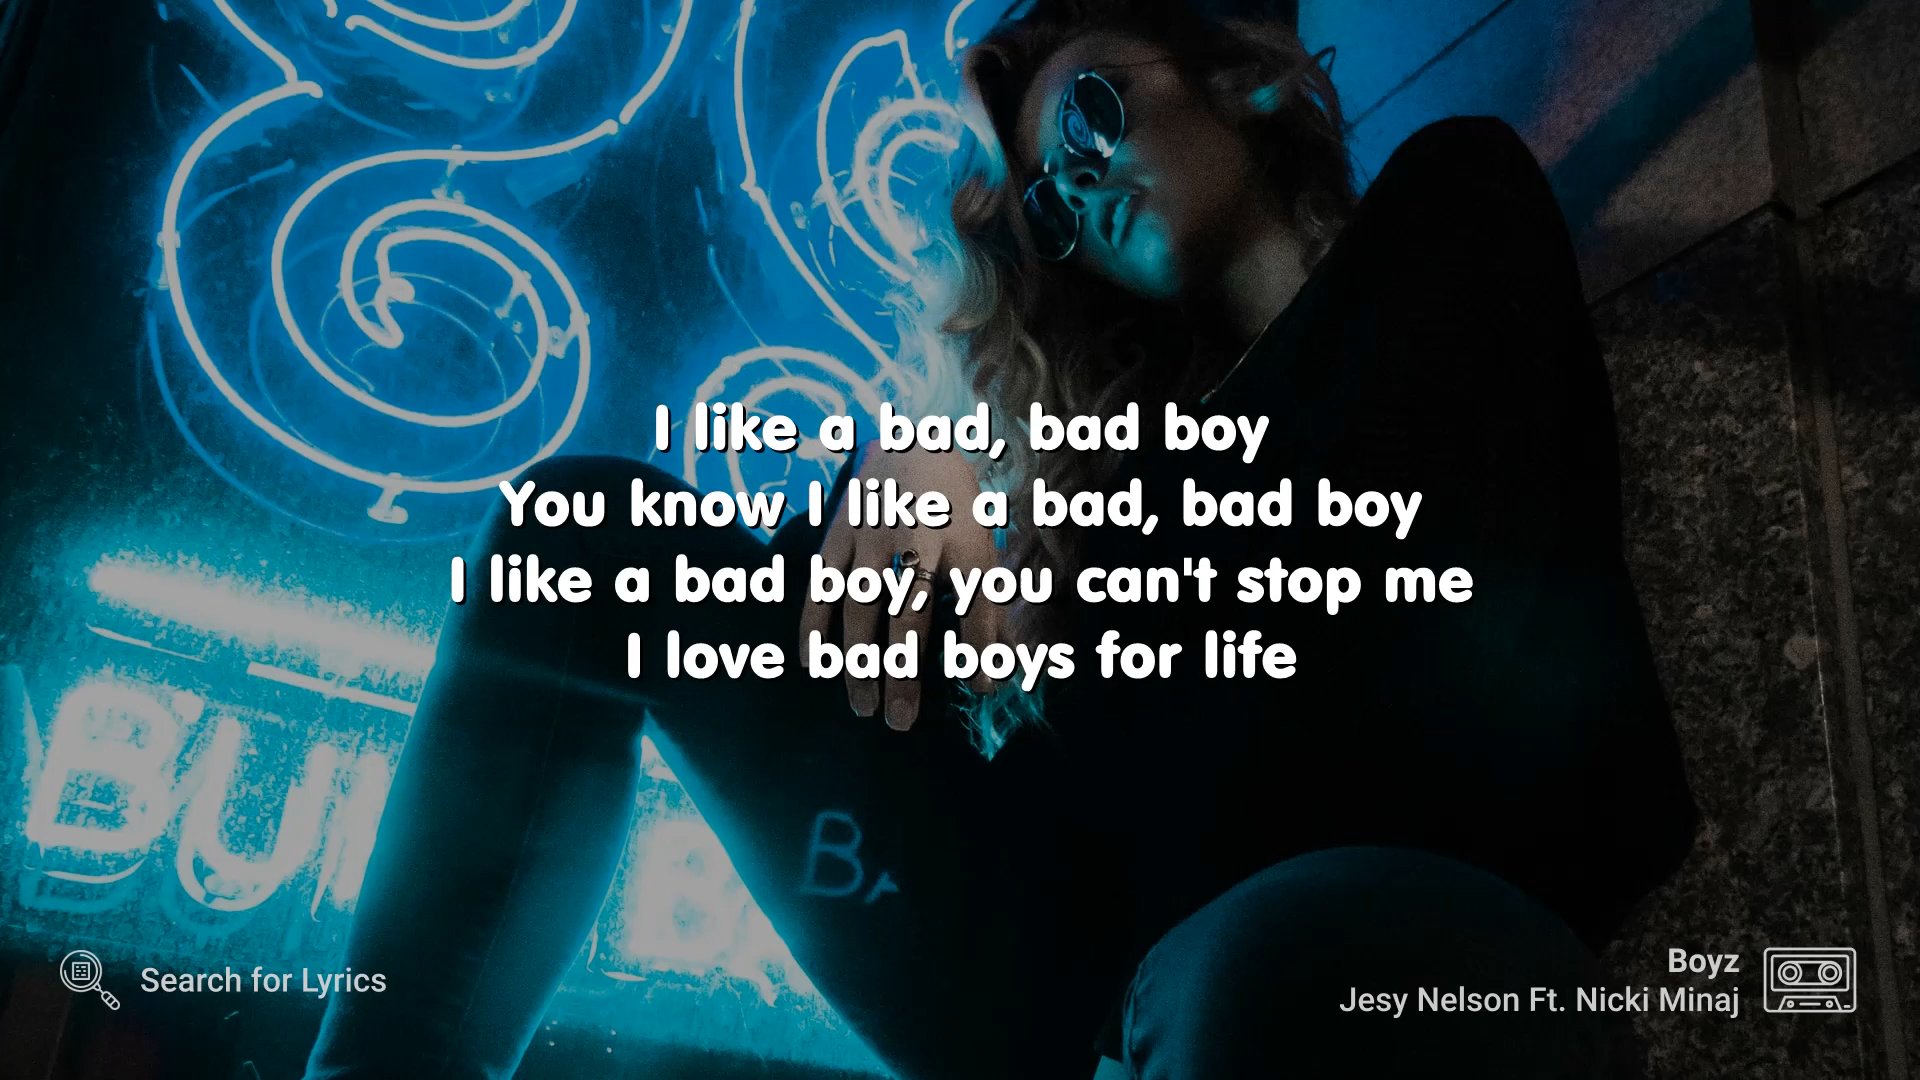 I like a bad, bad boy
You know I like a bad, bad boy
I like a bad boy, you can't stop me
I love bad boys for life
Search for Lyrics
Boyz
Jesy Nelson Ft. Nicki Minaj